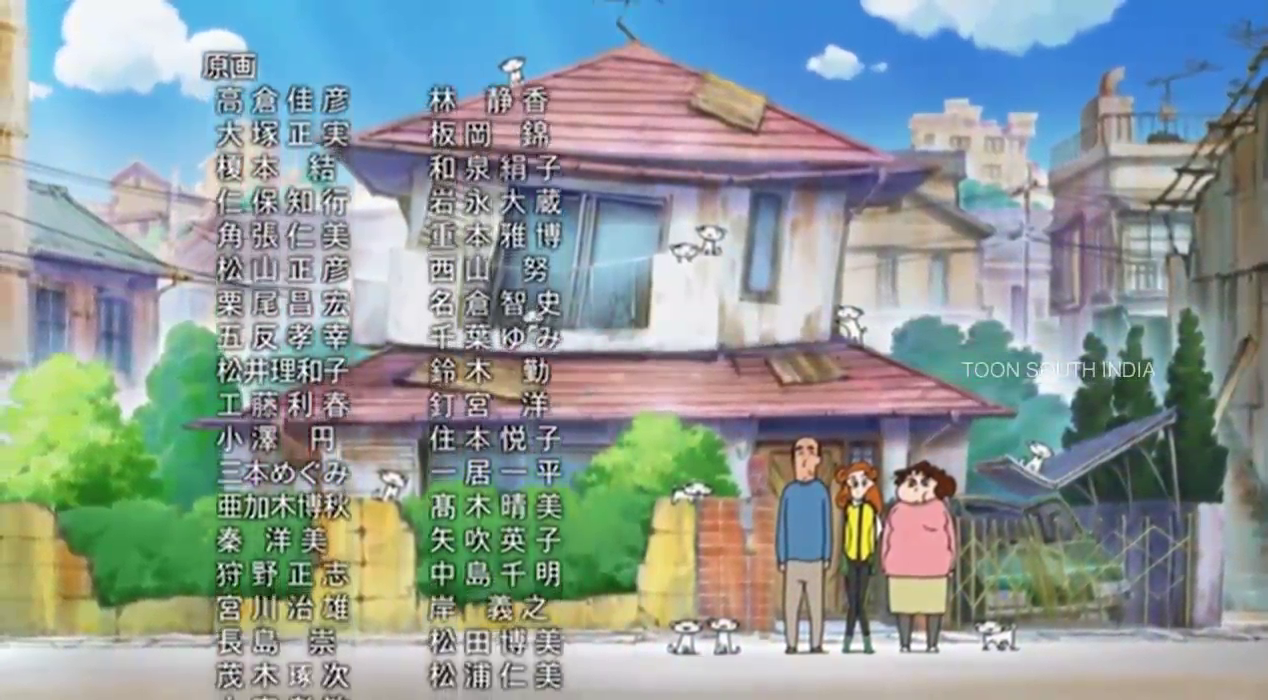 原画
高倉佳彦
大塚正実
榎本 結
仁保知行
角張仁美
松山正彦
栗尾昌宏
五反孝幸
松井理和子
工藤利春
小澤 円
三本めぐみ
亜加木博秋
秦 洋美
狩野正志
宮川治雄
長島 崇
茂木琢次
林 静香
板岡 錦
和泉絹子
岩永大蔵
重本雅博
西山 努
名倉智史
千葉ゆみ
鈴木 勤
釘宮 洋
住本悦子
一居一平
髙木晴美
矢吹英子
中島千明
岸 義之
松田博美
松浦仁美
TOON SOUTH INDIA